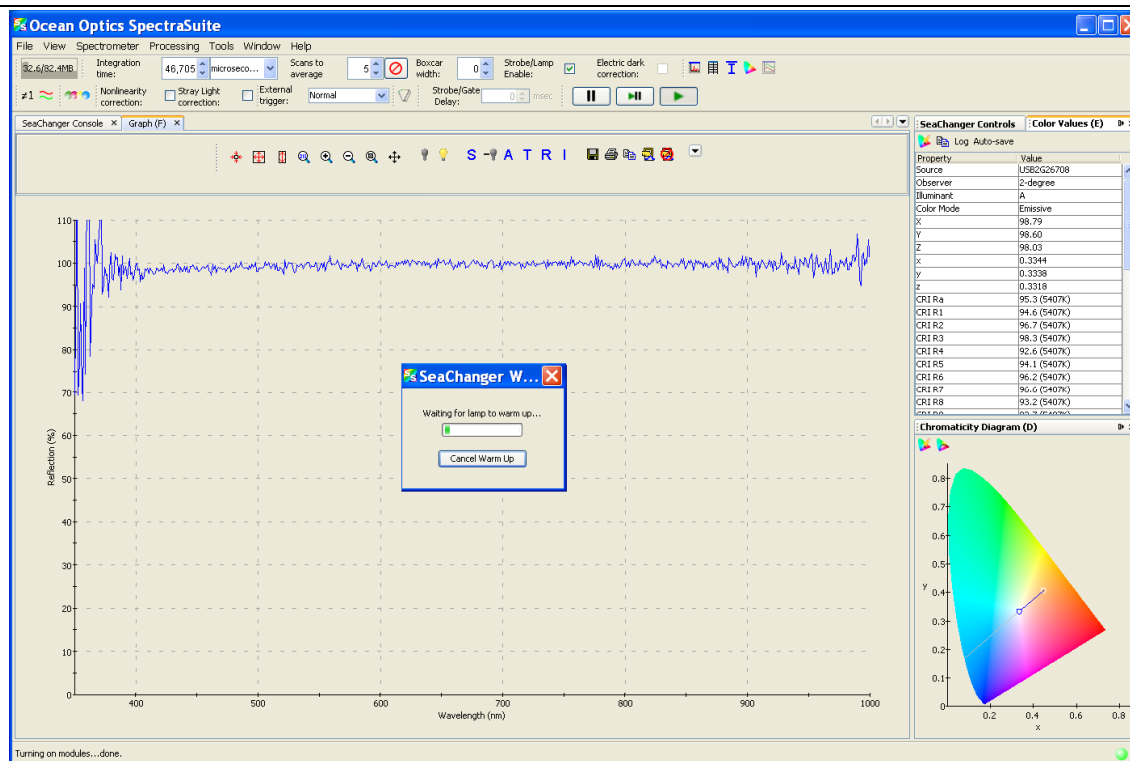 Ocean Optics SpectraSuite
File View Spectrometer Processing Tools Window Help
32.6/82.4MB Integration time: 46,705 microseco... Scans to average 5 Boxcar width: 0 Strobe/Lamp Enable: Electric dark correction:
≠1 Nonlinearity correction: Stray Light correction: External trigger: Normal Strobe/Gate Delay: 0 msec
SeaChanger Console Graph (F)
S A T R I
110
100
90
80
70
60
50
40
30
20
10
0
Reflection (%)
400 500 600 700 800 900 1000
Wavelength (nm)
SeaChanger W...
Waiting for lamp to warm up...
Cancel Warm Up
SeaChanger Controls Color Values (E)
Log Auto-save
Property Value
Source USB2G26708
Observer 2-degree
Illuminant A
Color Mode Emissive
X 98.79
Y 98.60
Z 98.03
x 0.3344
y 0.3338
z 0.3318
CRI Ra 95.3 (5407K)
CRI R1 94.6 (5407K)
CRI R2 96.7 (5407K)
CRI R3 98.3 (5407K)
CRI R4 92.6 (5407K)
CRI R5 94.1 (5407K)
CRI R6 96.2 (5407K)
CRI R7 96.6 (5407K)
CRI R8 93.2 (5407K)
Chromaticity Diagram (D)
0.8
0.7
0.6
0.5
y
0.4
0.3
0.2
0.1
0
0.2 0.4 0.6 0.8
x
Turning on modules...done.